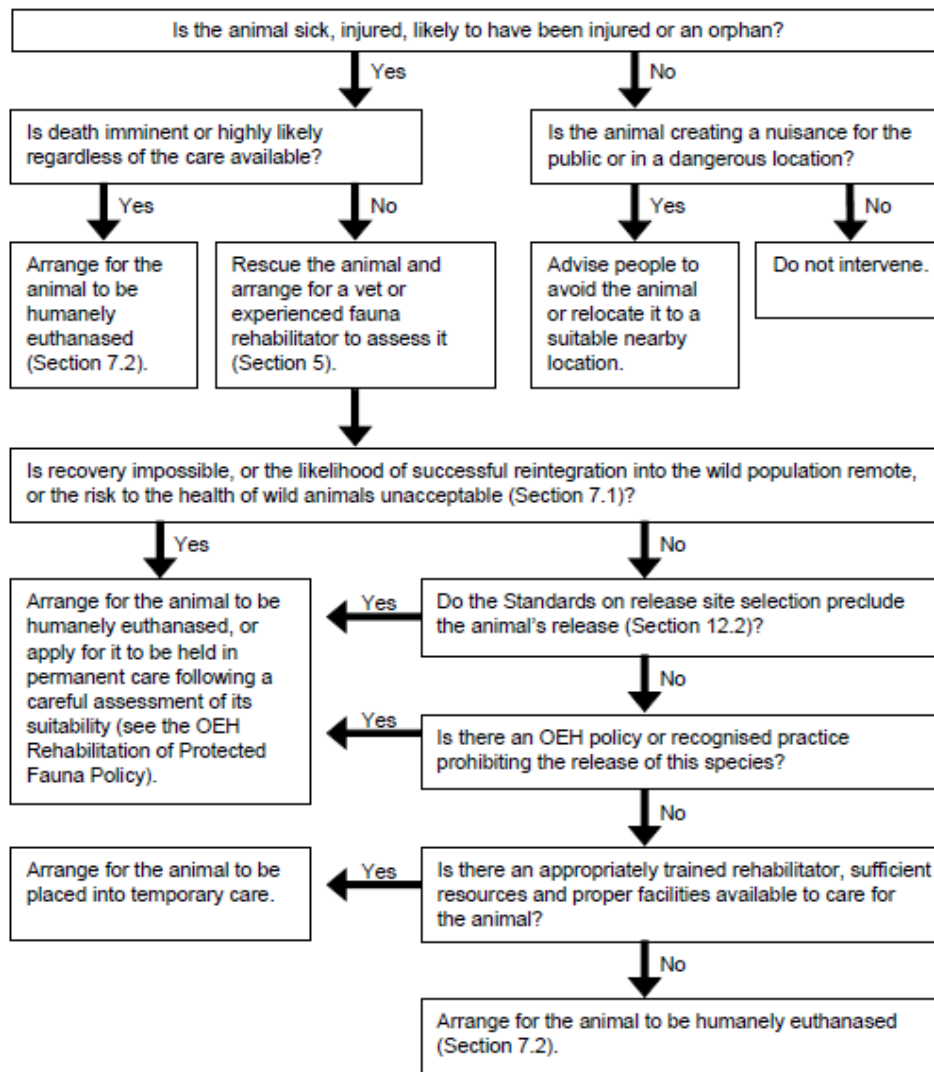 Is the animal sick, injured, likely to have been injured or an orphan?
Yes
No
Is death imminent or highly likely
regardless of the care available?
Is the animal creating a nuisance for the
public or in a dangerous location?
Yes
No
Yes
No
Arrange for the
animal to be
humanely
euthanased
(Section 7.2).
Rescue the animal and
arrange for a vet or
experienced fauna
rehabilitator to assess it
(Section 5).
Advise people to
avoid the animal
or relocate it to a
suitable nearby
location.
Do not intervene.
Is recovery impossible, or the likelihood of successful reintegration into the wild population remote,
or the risk to the health of wild animals unacceptable (Section 7.1)?
Yes
No
Arrange for the animal to be
humanely euthanased, or
apply for it to be held in
permanent care following a
careful assessment of its
suitability (see the OEH
Rehabilitation of Protected
Fauna Policy).
Yes
Do the Standards on release site selection preclude
the animal's release (Section 12.2)?
No
Yes
Is there an OEH policy or recognised practice
prohibiting the release of this species?
No
Arrange for the animal to be
placed into temporary care.
Yes
Is there an appropriately trained rehabilitator, sufficient
resources and proper facilities available to care for
the animal?
No
Arrange for the animal to be humanely euthanased
(Section 7.2).